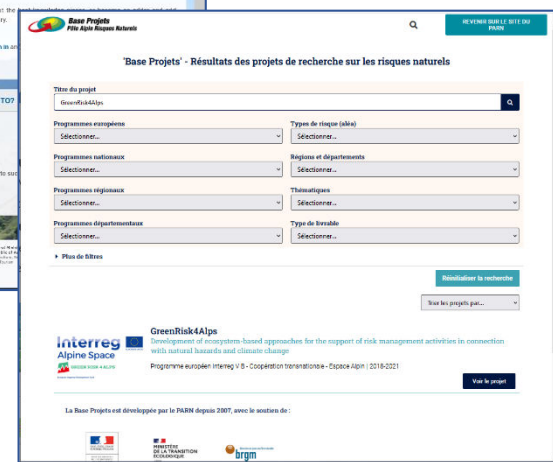 Base Projets
Pôle Alpin Risques Naturels
REVENIR SUR LE SITE DU
PARN
'Base Projets' - Résultats des projets de recherche sur les risques naturels
Titre du projet
GreenRisk4Alps
Programmes européens
Types de risque (aléa)
Sélectionner...
Sélectionner...
Programmes nationaux
Régions et départements
Sélectionner...
Sélectionner...
Programmes régionaux
Thématiques
Sélectionner...
Sélectionner...
Programmes départementaux
Type de livrable
Sélectionner...
Sélectionner...
Plus de filtres
Réinitialiser la recherche
Trier les projets par...
Interreg
Alpine Space
GREEN RISK 4 ALPS
GreenRisk4Alps
Development of ecosystem-based approaches for the support of risk management activities in connection
with natural hazards and climate change
Programme européen Interreg V B - Coopération transnationale - Espace Alpin | 2018-2021
Voir le projet
La Base Projets est développée par le PARN depuis 2007, avec le soutien de :
MINISTÈRE
DE LA TRANSITION
ÉCOLOGIQUE
brgm